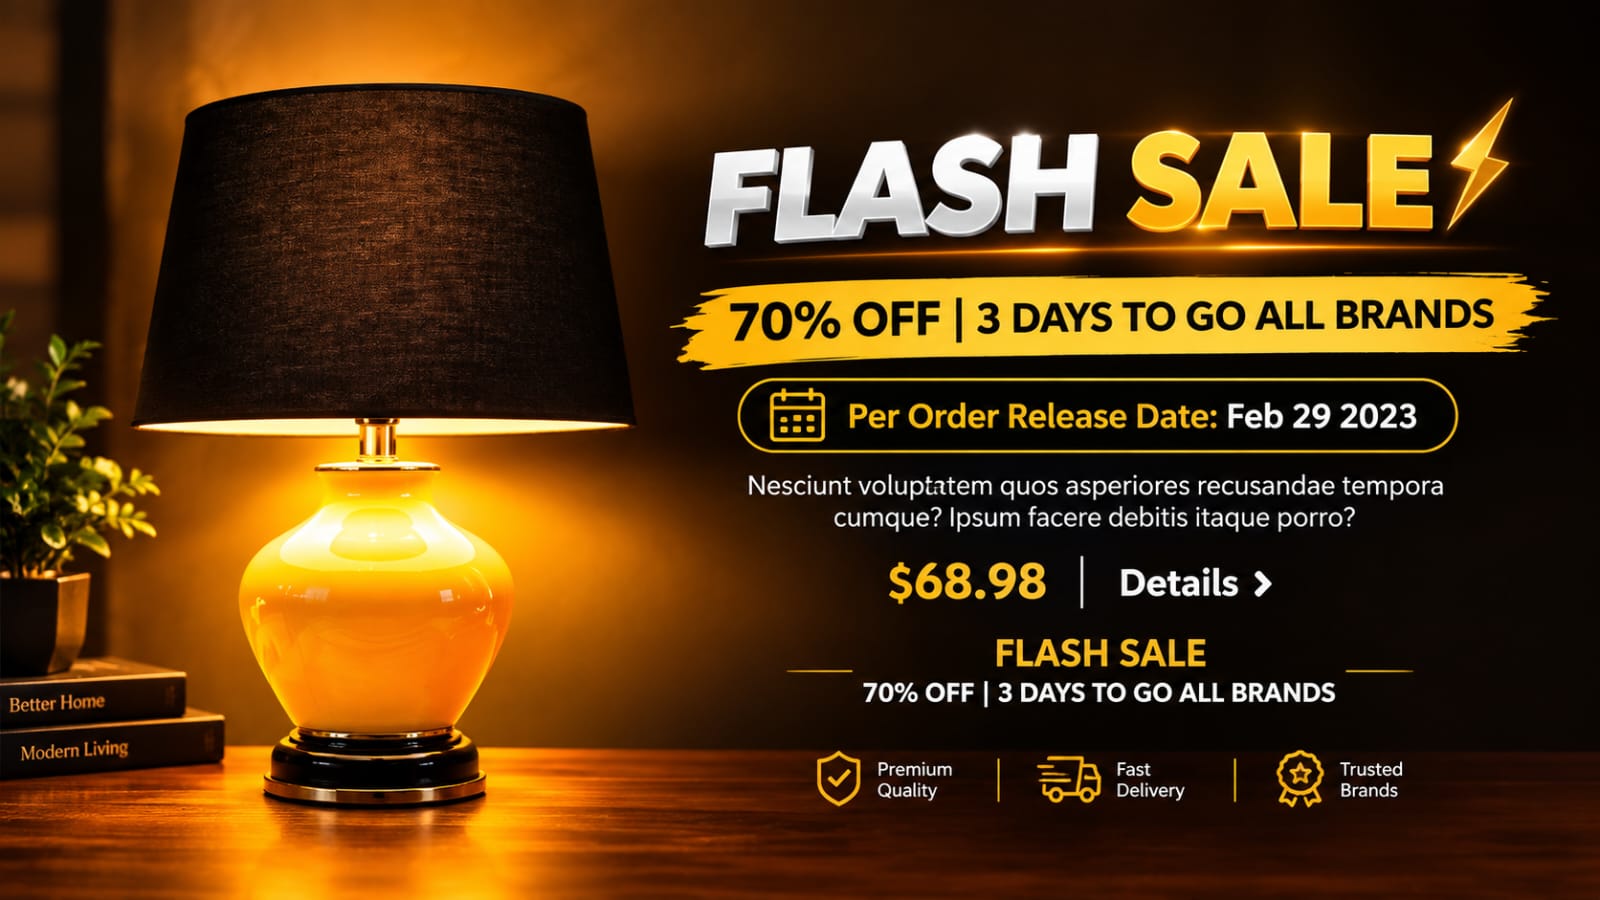 FLASH SALE
70% OFF | 3 DAYS TO GO ALL BRANDS
Per Order Release Date: Feb 29 2023
Nesciunt voluptatem quos asperiores recusandae tempora
cumque? Ipsum facere debitis itaque porro?
$68.98 | Details >
FLASH SALE
70% OFF | 3 DAYS TO GO ALL BRANDS
Premium
Quality
Fast
Delivery
Trusted
Brands
Better Home
Modern Living